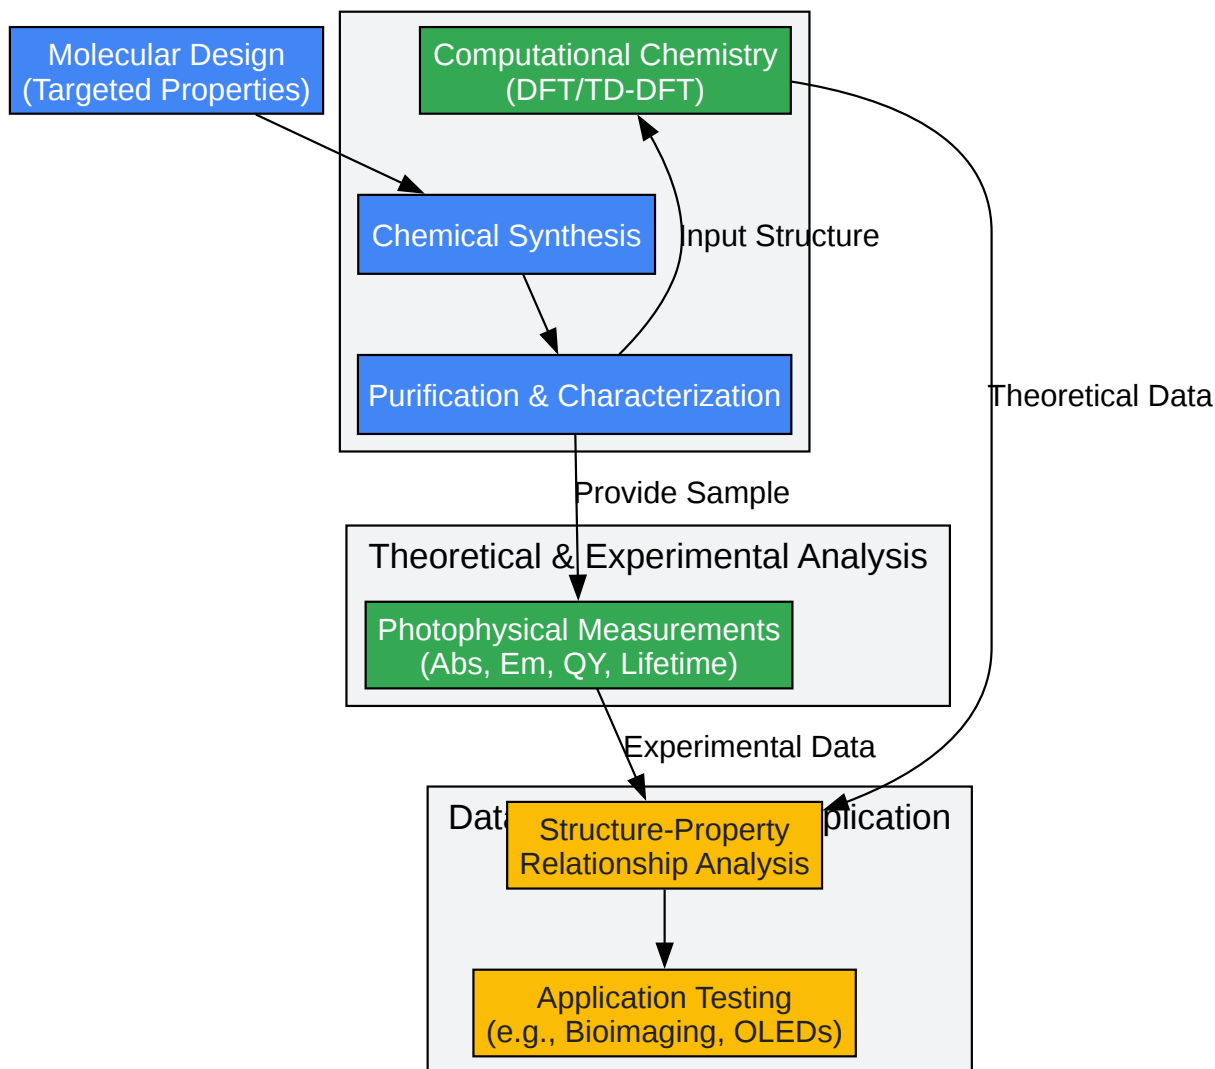 Molecular Design
(Targeted Properties)
Computational Chemistry
(DFT/TD-DFT)
Chemical Synthesis
Input Structure
Purification & Characterization
Theoretical Data
Provide Sample
Theoretical & Experimental Analysis
Photophysical Measurements
(Abs, Em, QY, Lifetime)
Experimental Data
Structure-Property
Relationship Analysis
Application Testing
(e.g., Bioimaging, OLEDs)